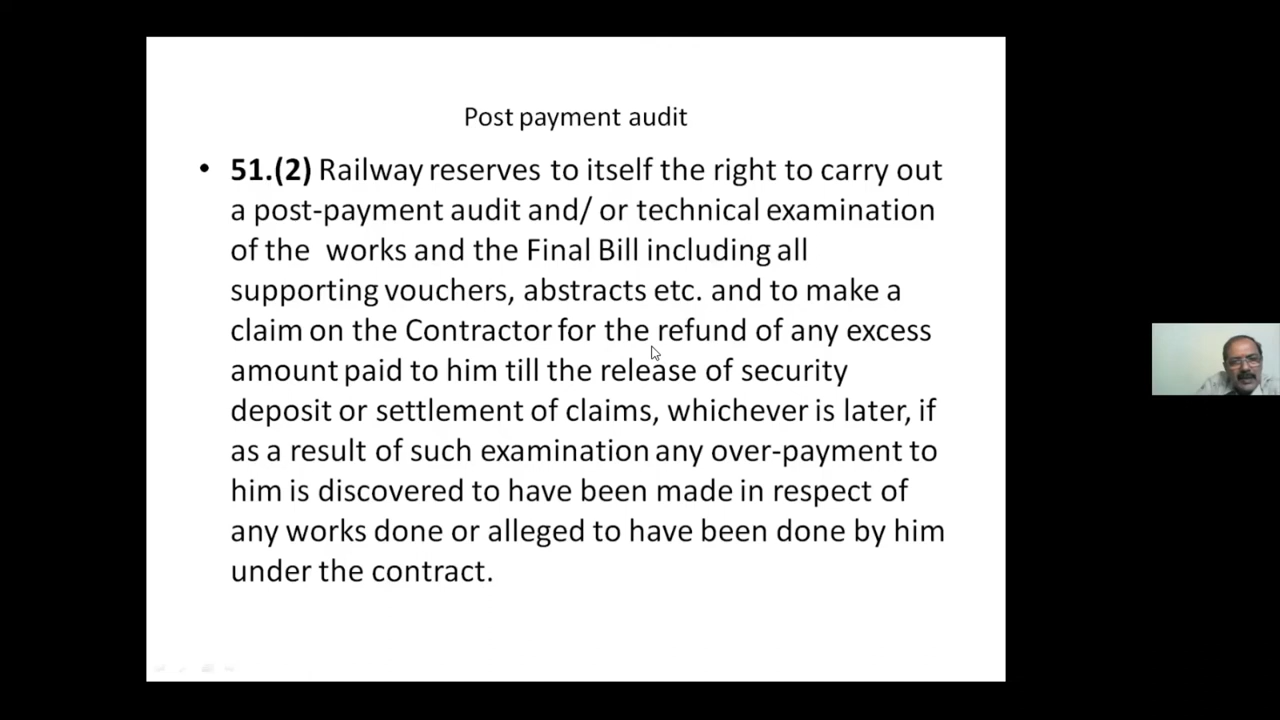 Post payment audit
• 51.(2) Railway reserves to itself the right to carry out
a post-payment audit and/ or technical examination
of the works and the Final Bill including all
supporting vouchers, abstracts etc. and to make a
claim on the Contractor for the refund of any excess
amount paid to him till the release of security
deposit or settlement of claims, whichever is later, if
as a result of such examination any over-payment to
him is discovered to have been made in respect of
any works done or alleged to have been done by him
under the contract.